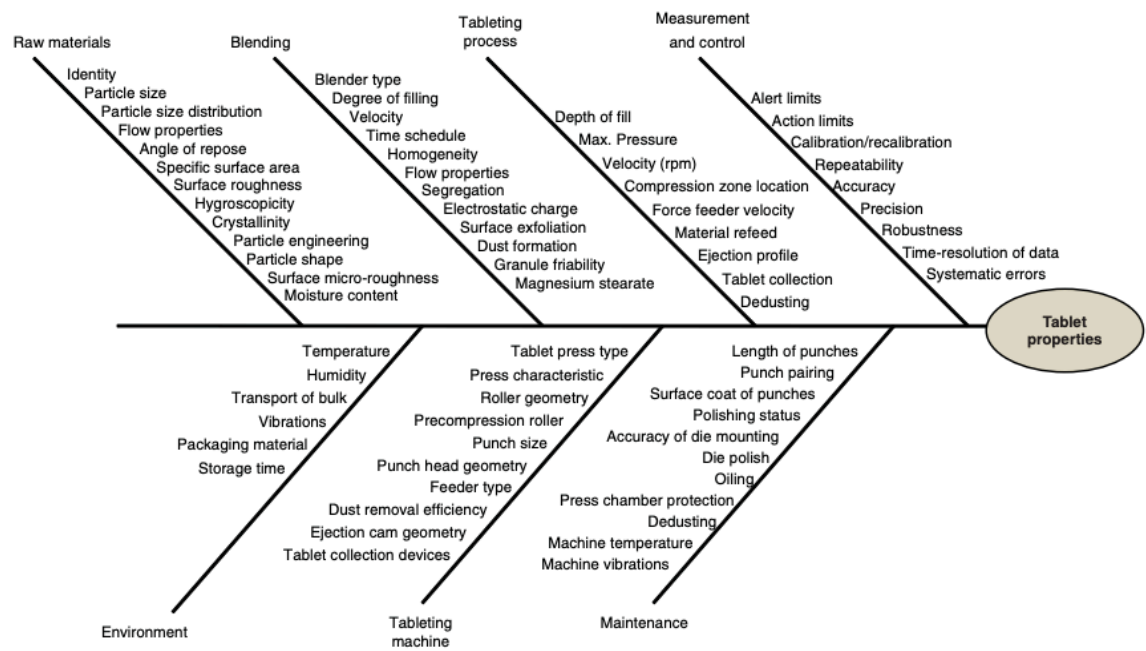 Raw materials
Identity
Particle size
Particle size distribution
Flow properties
Angle of repose
Specific surface area
Surface roughness
Hygroscopicity
Crystallinity
Particle engineering
Particle shape
Surface micro-roughness
Moisture content
Blending
Blender type
Degree of filling
Velocity
Time schedule
Homogeneity
Flow properties
Segregation
Electrostatic charge
Surface exfoliation
Dust formation
Granule friability
Magnesium stearate
Tableting
process
Depth of fill
Max. Pressure
Velocity (rpm)
Compression zone location
Force feeder velocity
Material refeed
Ejection profile
Tablet collection
Dedusting
Measurement
and control
Alert limits
Action limits
Calibration/recalibration
Repeatability
Accuracy
Precision
Robustness
Time-resolution of data
Systematic errors
Tablet
properties
Temperature
Humidity
Transport of bulk
Vibrations
Packaging material
Storage time
Environment
Tablet press type
Press characteristic
Roller geometry
Precompression roller
Punch size
Punch head geometry
Feeder type
Dust removal efficiency
Ejection cam geometry
Tablet collection devices
Tableting
machine
Length of punches
Punch pairing
Surface coat of punches
Polishing status
Accuracy of die mounting
Die polish
Oiling
Press chamber protection
Dedusting
Machine temperature
Machine vibrations
Maintenance